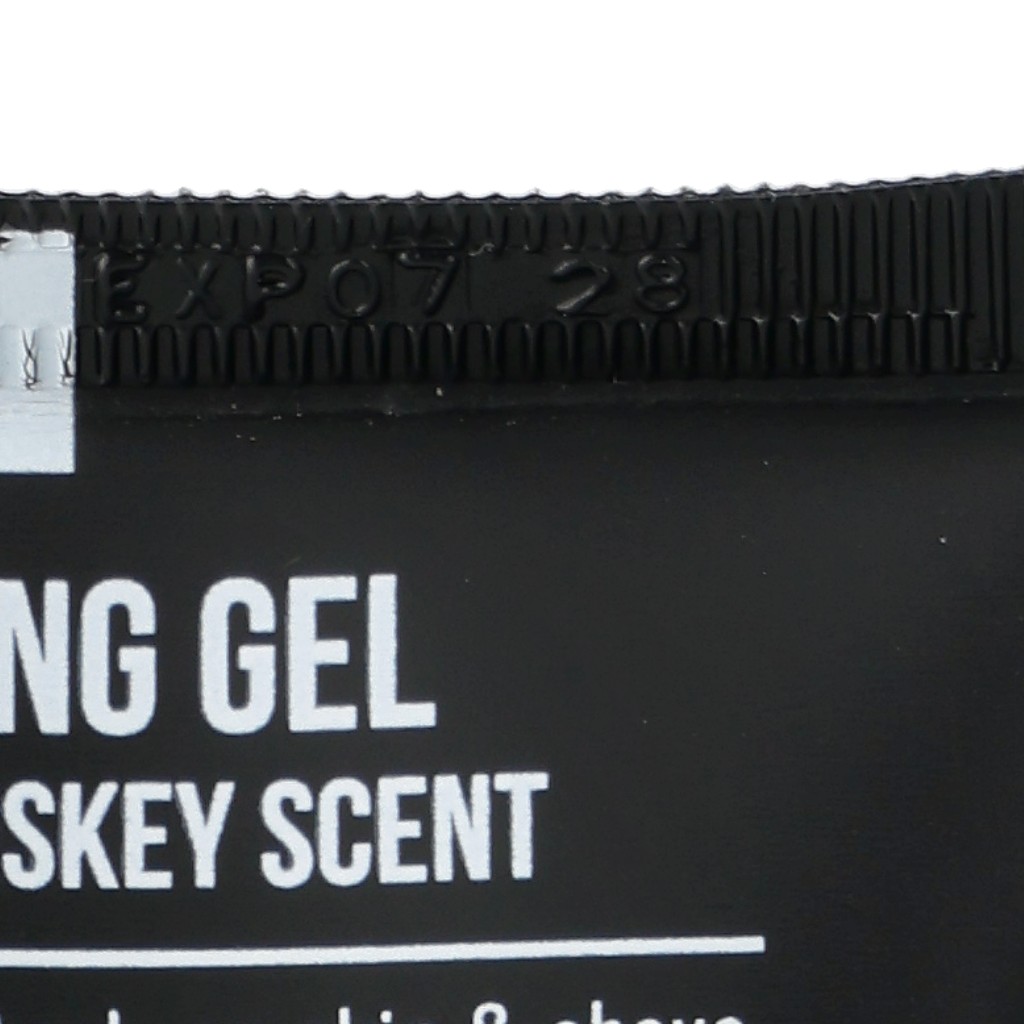 EXP07 28
NG GEL
SKEY SCENT
&